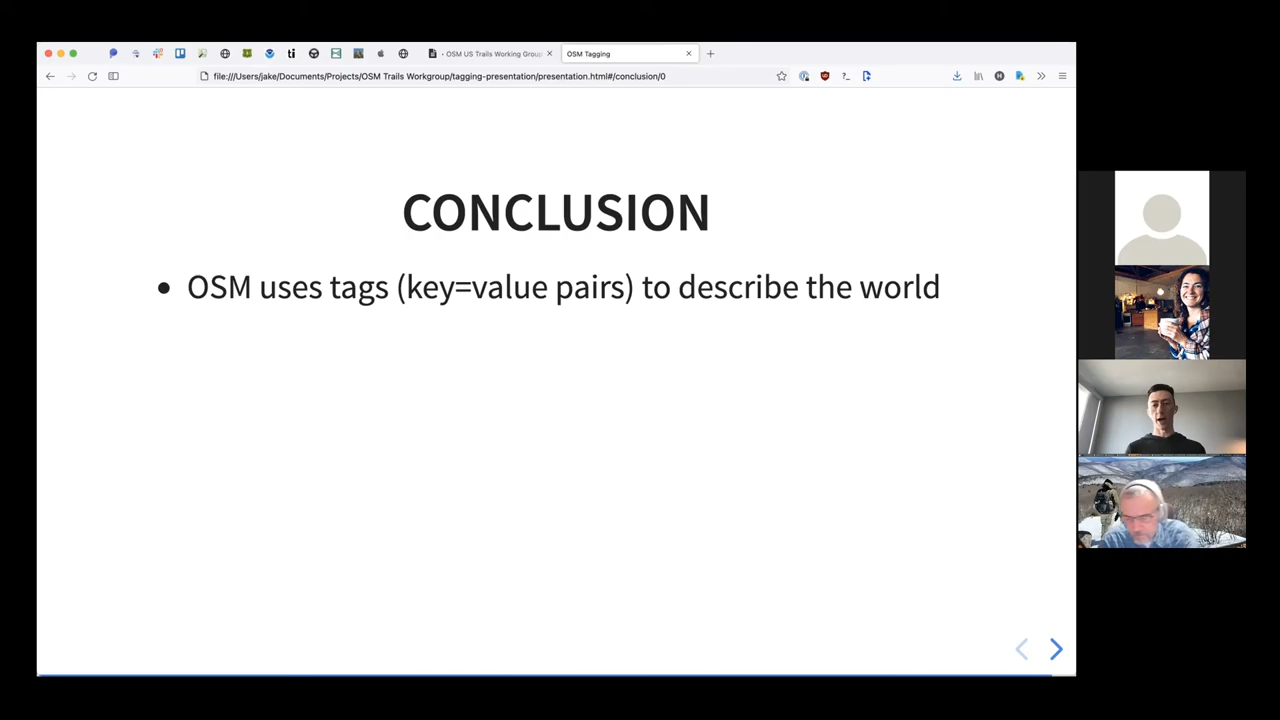 OSM US Trails Working Group
OSM Tagging
file:///Users/jake/Documents/Projects/OSM Trails Workgroup/tagging-presentation/presentation.html#/conclusion/0
CONCLUSION
• OSM uses tags (key=value pairs) to describe the world